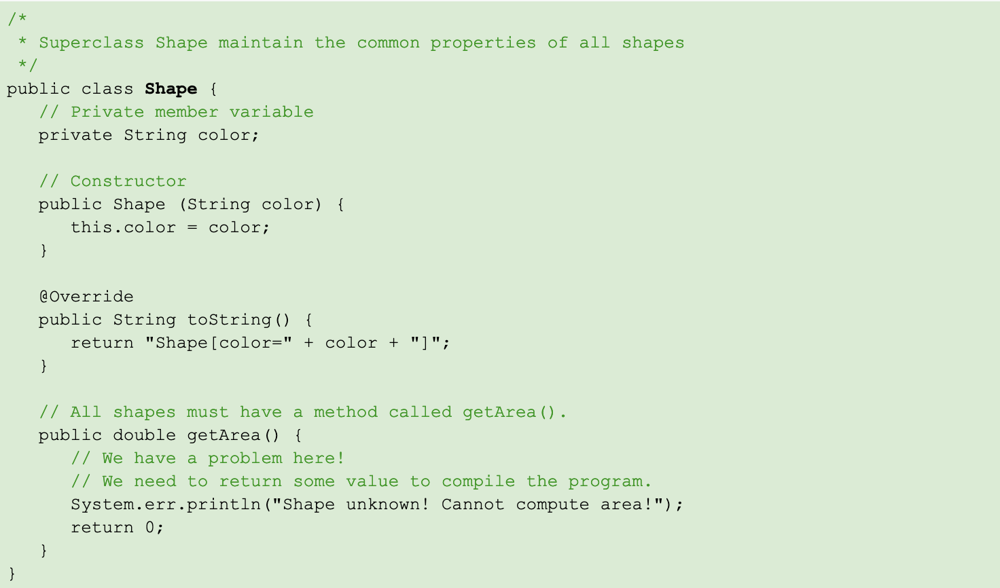 /*
 * Superclass Shape maintain the common properties of all shapes
 */
public class Shape {
   // Private member variable
   private String color;

   // Constructor
   public Shape (String color) {
      this.color = color;
   }

   @Override
   public String toString() {
      return "Shape[color=" + color + "]";
   }

   // All shapes must have a method called getArea().
   public double getArea() {
      // We have a problem here!
      // We need to return some value to compile the program.
      System.err.println("Shape unknown! Cannot compute area!");
      return 0;
   }
}